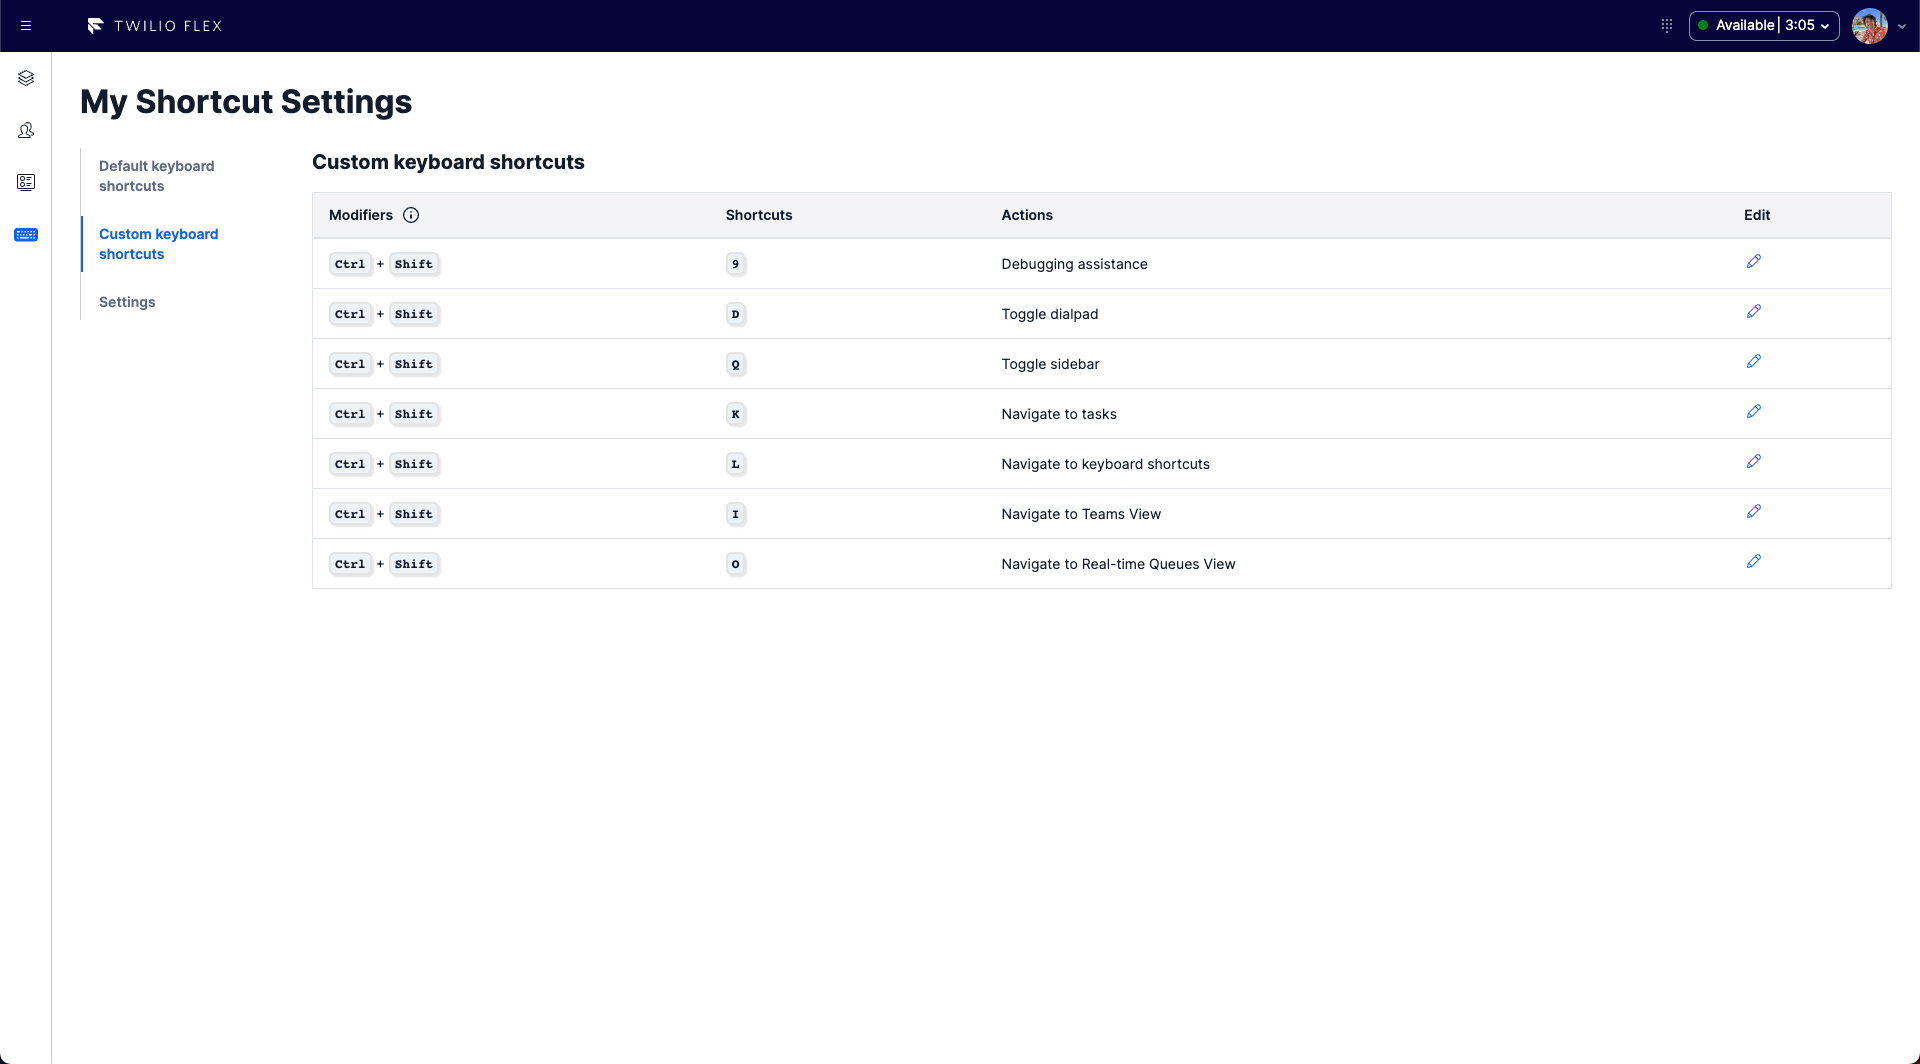 TWILIO FLEX
Available | 3:05
My Shortcut Settings
Default keyboard
shortcuts
Custom keyboard
shortcuts
Settings
Custom keyboard shortcuts
Modifiers Shortcuts Actions Edit
Ctrl + Shift 9 Debugging assistance
Ctrl + Shift D Toggle dialpad
Ctrl + Shift Q Toggle sidebar
Ctrl + Shift K Navigate to tasks
Ctrl + Shift L Navigate to keyboard shortcuts
Ctrl + Shift I Navigate to Teams View
Ctrl + Shift O Navigate to Real-time Queues View